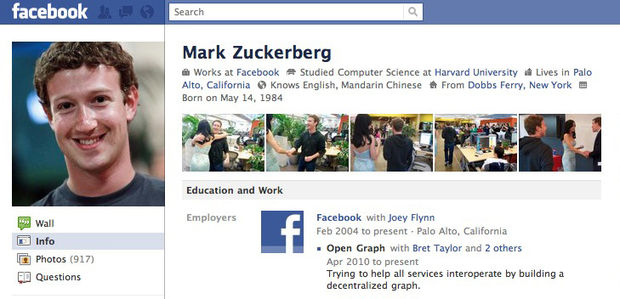 facebook
Search
Mark Zuckerberg
Works at Facebook Studied Computer Science at Harvard University Lives in Palo
Alto, California Knows English, Mandarin Chinese From Dobbs Ferry, New York
Born on May 14, 1984
Education and Work
Employers
Facebook with Joey Flynn
Feb 2004 to present · Palo Alto, California
Open Graph with Bret Taylor and 2 others
Apr 2010 to present
Trying to help all services interoperate by building a
decentralized graph.
Wall
Info
Photos (917)
Questions